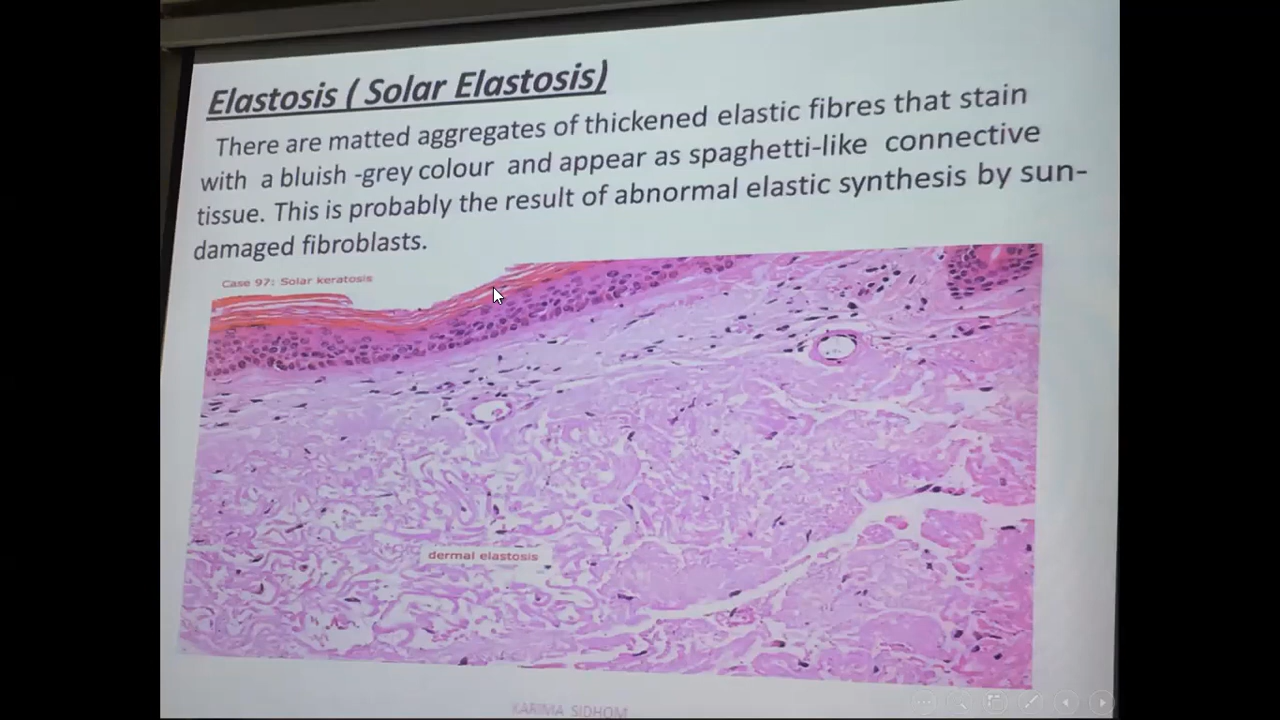 Elastosis ( Solar Elastosis)
There are matted aggregates of thickened elastic fibres that stain
with a bluish -grey colour and appear as spaghetti-like connective
tissue. This is probably the result of abnormal elastic synthesis by sun-
damaged fibroblasts.
Case 97: Solar keratosis
dermal elastosis
KARIMA SIDHOM